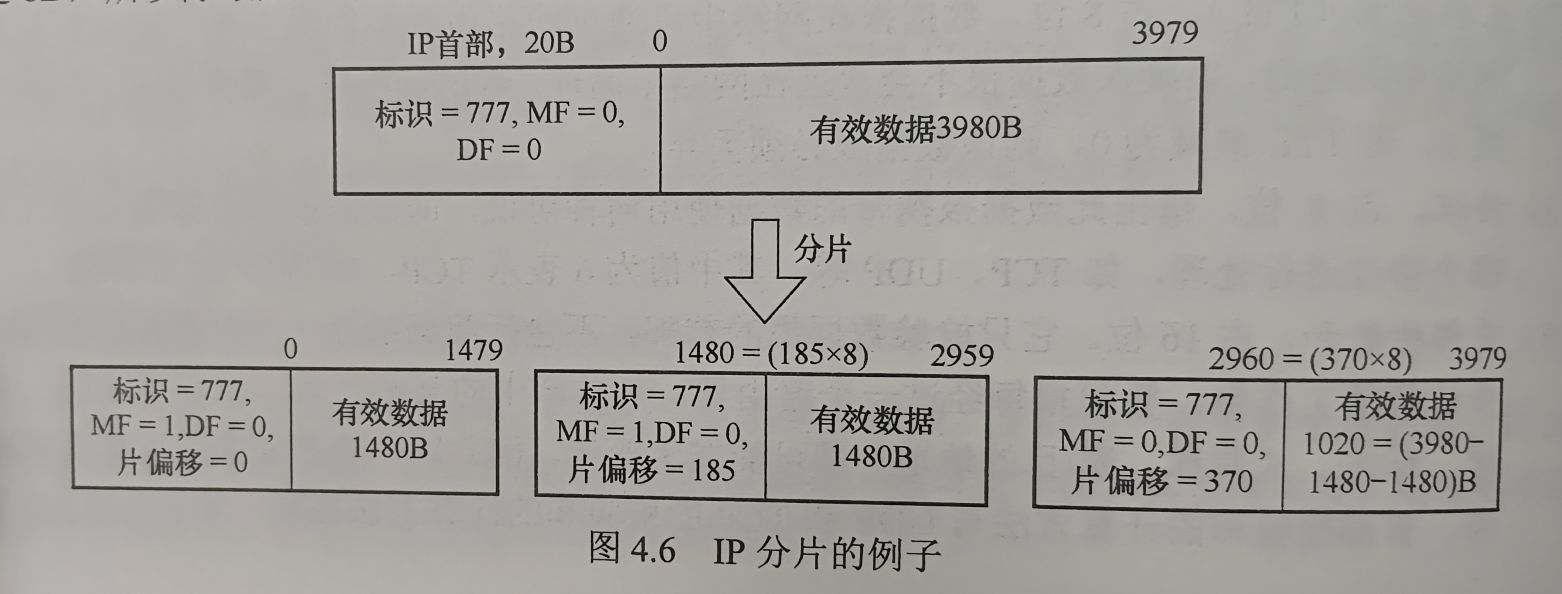 IP首部，20B 0 3979
标识 = 777, MF = 0,
DF = 0
有效数据3980B
分片
0 1479
标识 = 777,
MF = 1,DF = 0,
片偏移 = 0
有效数据
1480B
1480 = (185×8) 2959
标识 = 777,
MF = 1,DF = 0,
片偏移 = 185
有效数据
1480B
2960 = (370×8) 3979
标识 = 777,
MF = 0,DF = 0,
片偏移 = 370
有效数据
1020 = (3980−
1480−1480)B
图 4.6 IP 分片的例子